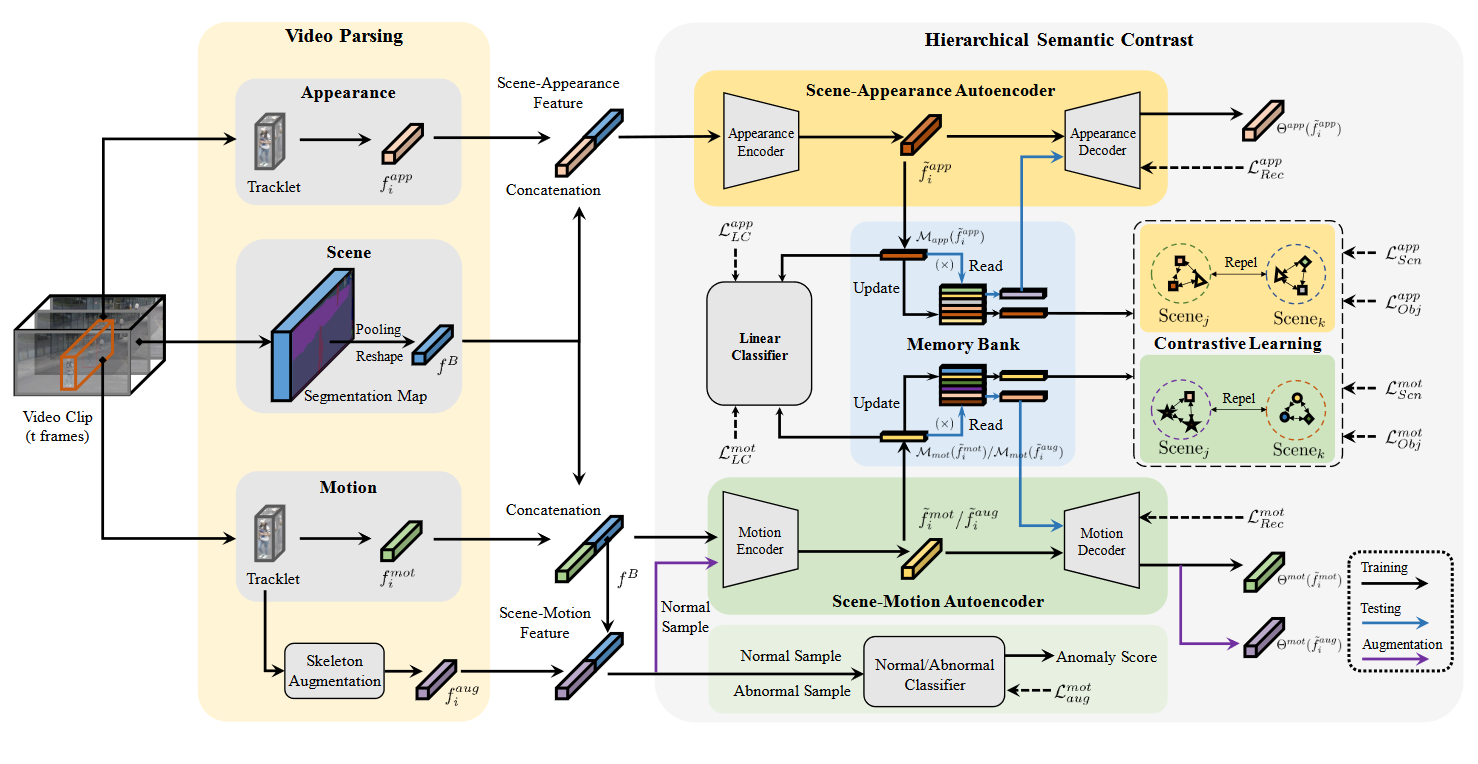 Video Parsing
Hierarchical Semantic Contrast
Appearance
Tracklet
$f_i^{app}$
Scene-Appearance
Feature
Concatenation
Scene-Appearance Autoencoder
Appearance
Encoder
$\tilde{f}_i^{app}$
Appearance
Decoder
$\Theta^{app}(\tilde{f}_i^{app})$
$\mathcal{L}_{Rec}^{app}$
Scene
Pooling
Reshape
$f^B$
Segmentation Map
Video Clip
(t frames)
$\mathcal{L}_{LC}^{app}$
Linear
Classifier
$\mathcal{L}_{LC}^{mot}$
$\mathcal{M}_{app}(\tilde{f}_i^{app})$
(×)
Read
Update
Memory Bank
Update
(×)
Read
$\mathcal{M}_{mot}(\tilde{f}_i^{mot})/\mathcal{M}_{mot}(\tilde{f}_i^{aug})$
Repel
Scene$_j$
Scene$_k$
Contrastive Learning
Repel
Scene$_j$
Scene$_k$
$\mathcal{L}_{Scn}^{app}$
$\mathcal{L}_{Obj}^{app}$
$\mathcal{L}_{Scn}^{mot}$
$\mathcal{L}_{Obj}^{mot}$
Motion
Tracklet
$f_i^{mot}$
Skeleton
Augmentation
$f_i^{aug}$
Concatenation
$f^B$
Scene-Motion
Feature
Normal
Sample
Motion
Encoder
$\tilde{f}_i^{mot}/\tilde{f}_i^{aug}$
Motion
Decoder
Scene-Motion Autoencoder
$\mathcal{L}_{Rec}^{mot}$
$\Theta^{mot}(\tilde{f}_i^{mot})$
$\Theta^{mot}(\tilde{f}_i^{aug})$
Normal Sample
Abnormal Sample
Normal/Abnormal
Classifier
Anomaly Score
$\mathcal{L}_{aug}^{mot}$
Training
Testing
Augmentation